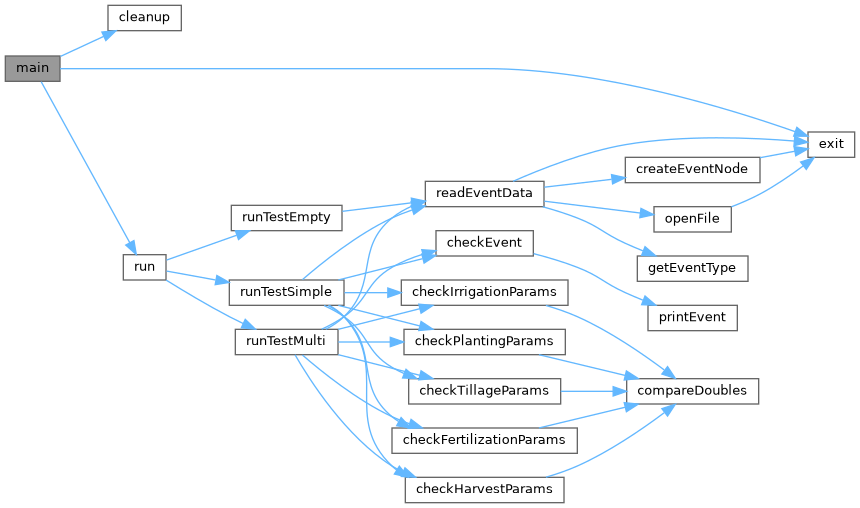 cleanup
main
exit
createEventNode
readEventData
runTestEmpty
openFile
checkEvent
run
getEventType
runTestSimple
checkIrrigationParams
printEvent
runTestMulti
checkPlantingParams
checkTillageParams
compareDoubles
checkFertilizationParams
checkHarvestParams